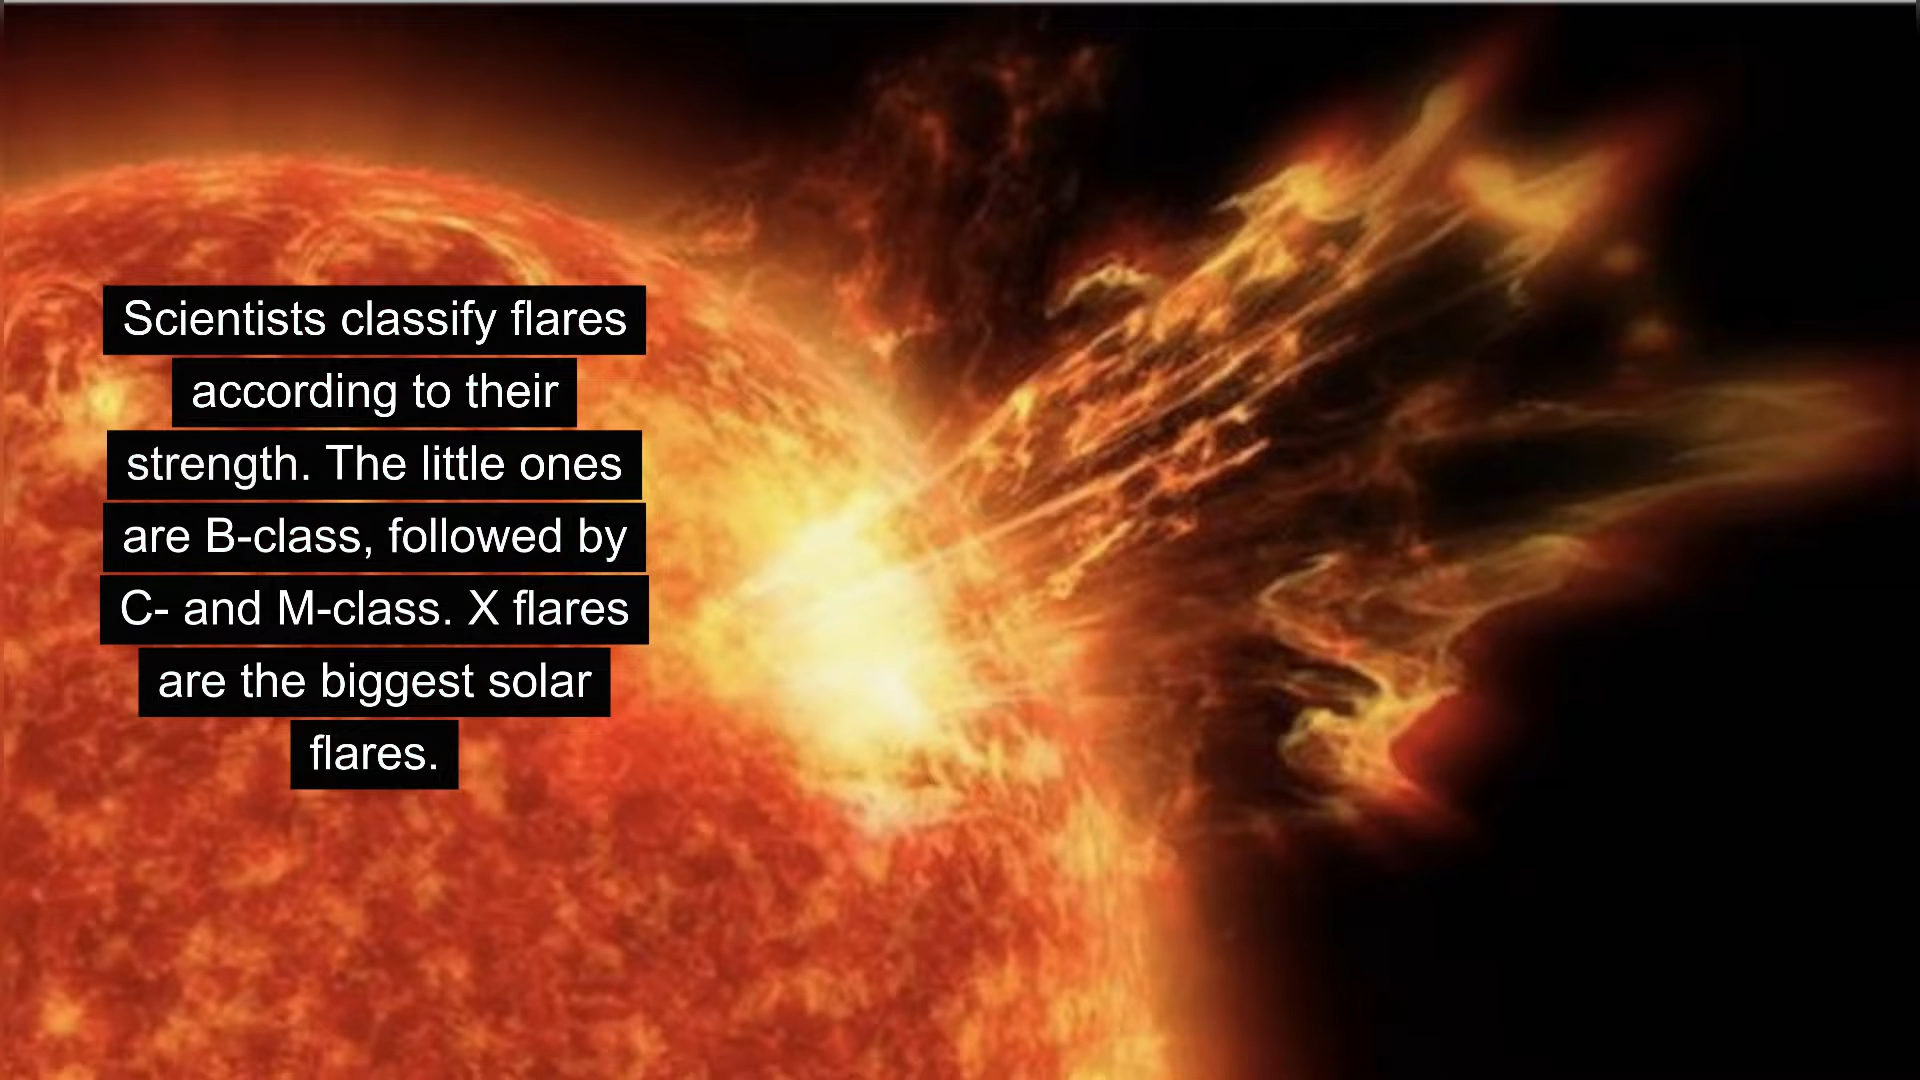 Scientists classify flares
according to their
strength. The little ones
are B-class, followed by
C- and M-class. X flares
are the biggest solar
flares.